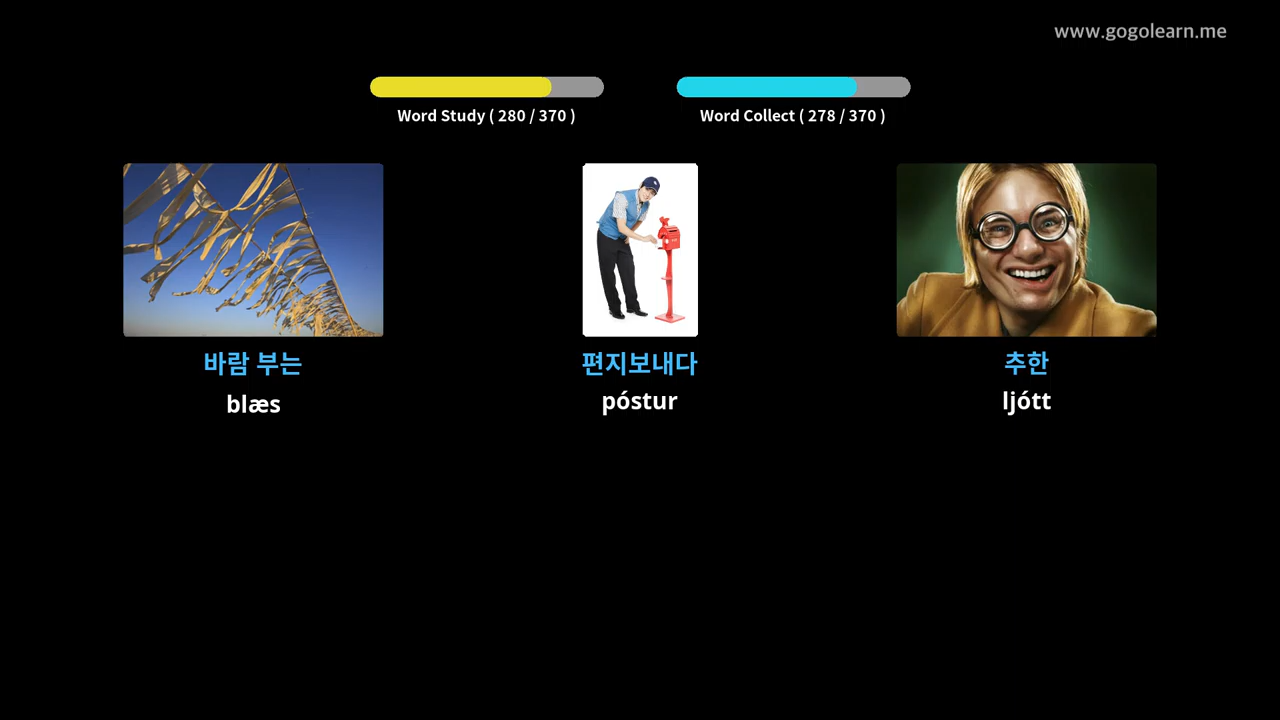 www.gogolearn.me
Word Study ( 280 / 370 )
Word Collect ( 278 / 370 )
바람 부는
편지보내다
추한
blæs
póstur
ljótt